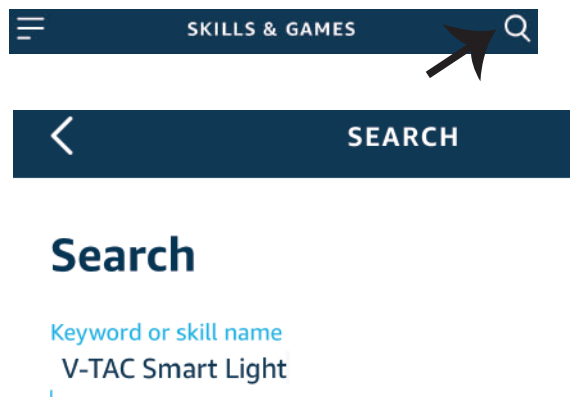 SKILLS & GAMES
SEARCH
Search
Keyword or skill name
V-TAC Smart Light